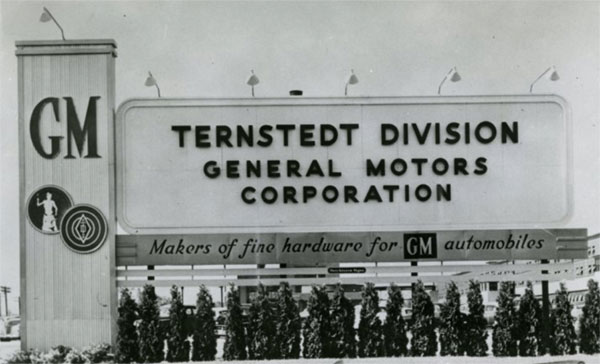 GM
TERNSTEDT DIVISION
GENERAL MOTORS
CORPORATION
Makers of fine hardware for GM automobiles